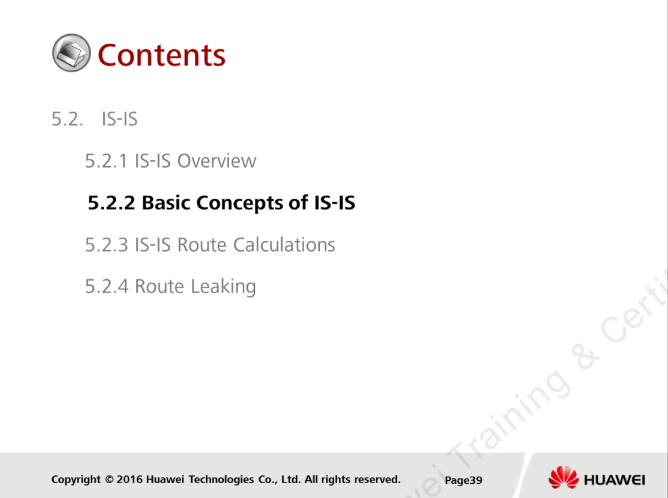 Contents
5.2. IS-IS
5.2.1 IS-IS Overview
5.2.2 Basic Concepts of IS-IS
5.2.3 IS-IS Route Calculations
5.2.4 Route Leaking
Training & Certi
Copyright © 2016 Huawei Technologies Co., Ltd. All rights reserved.
Page39
HUAWEI